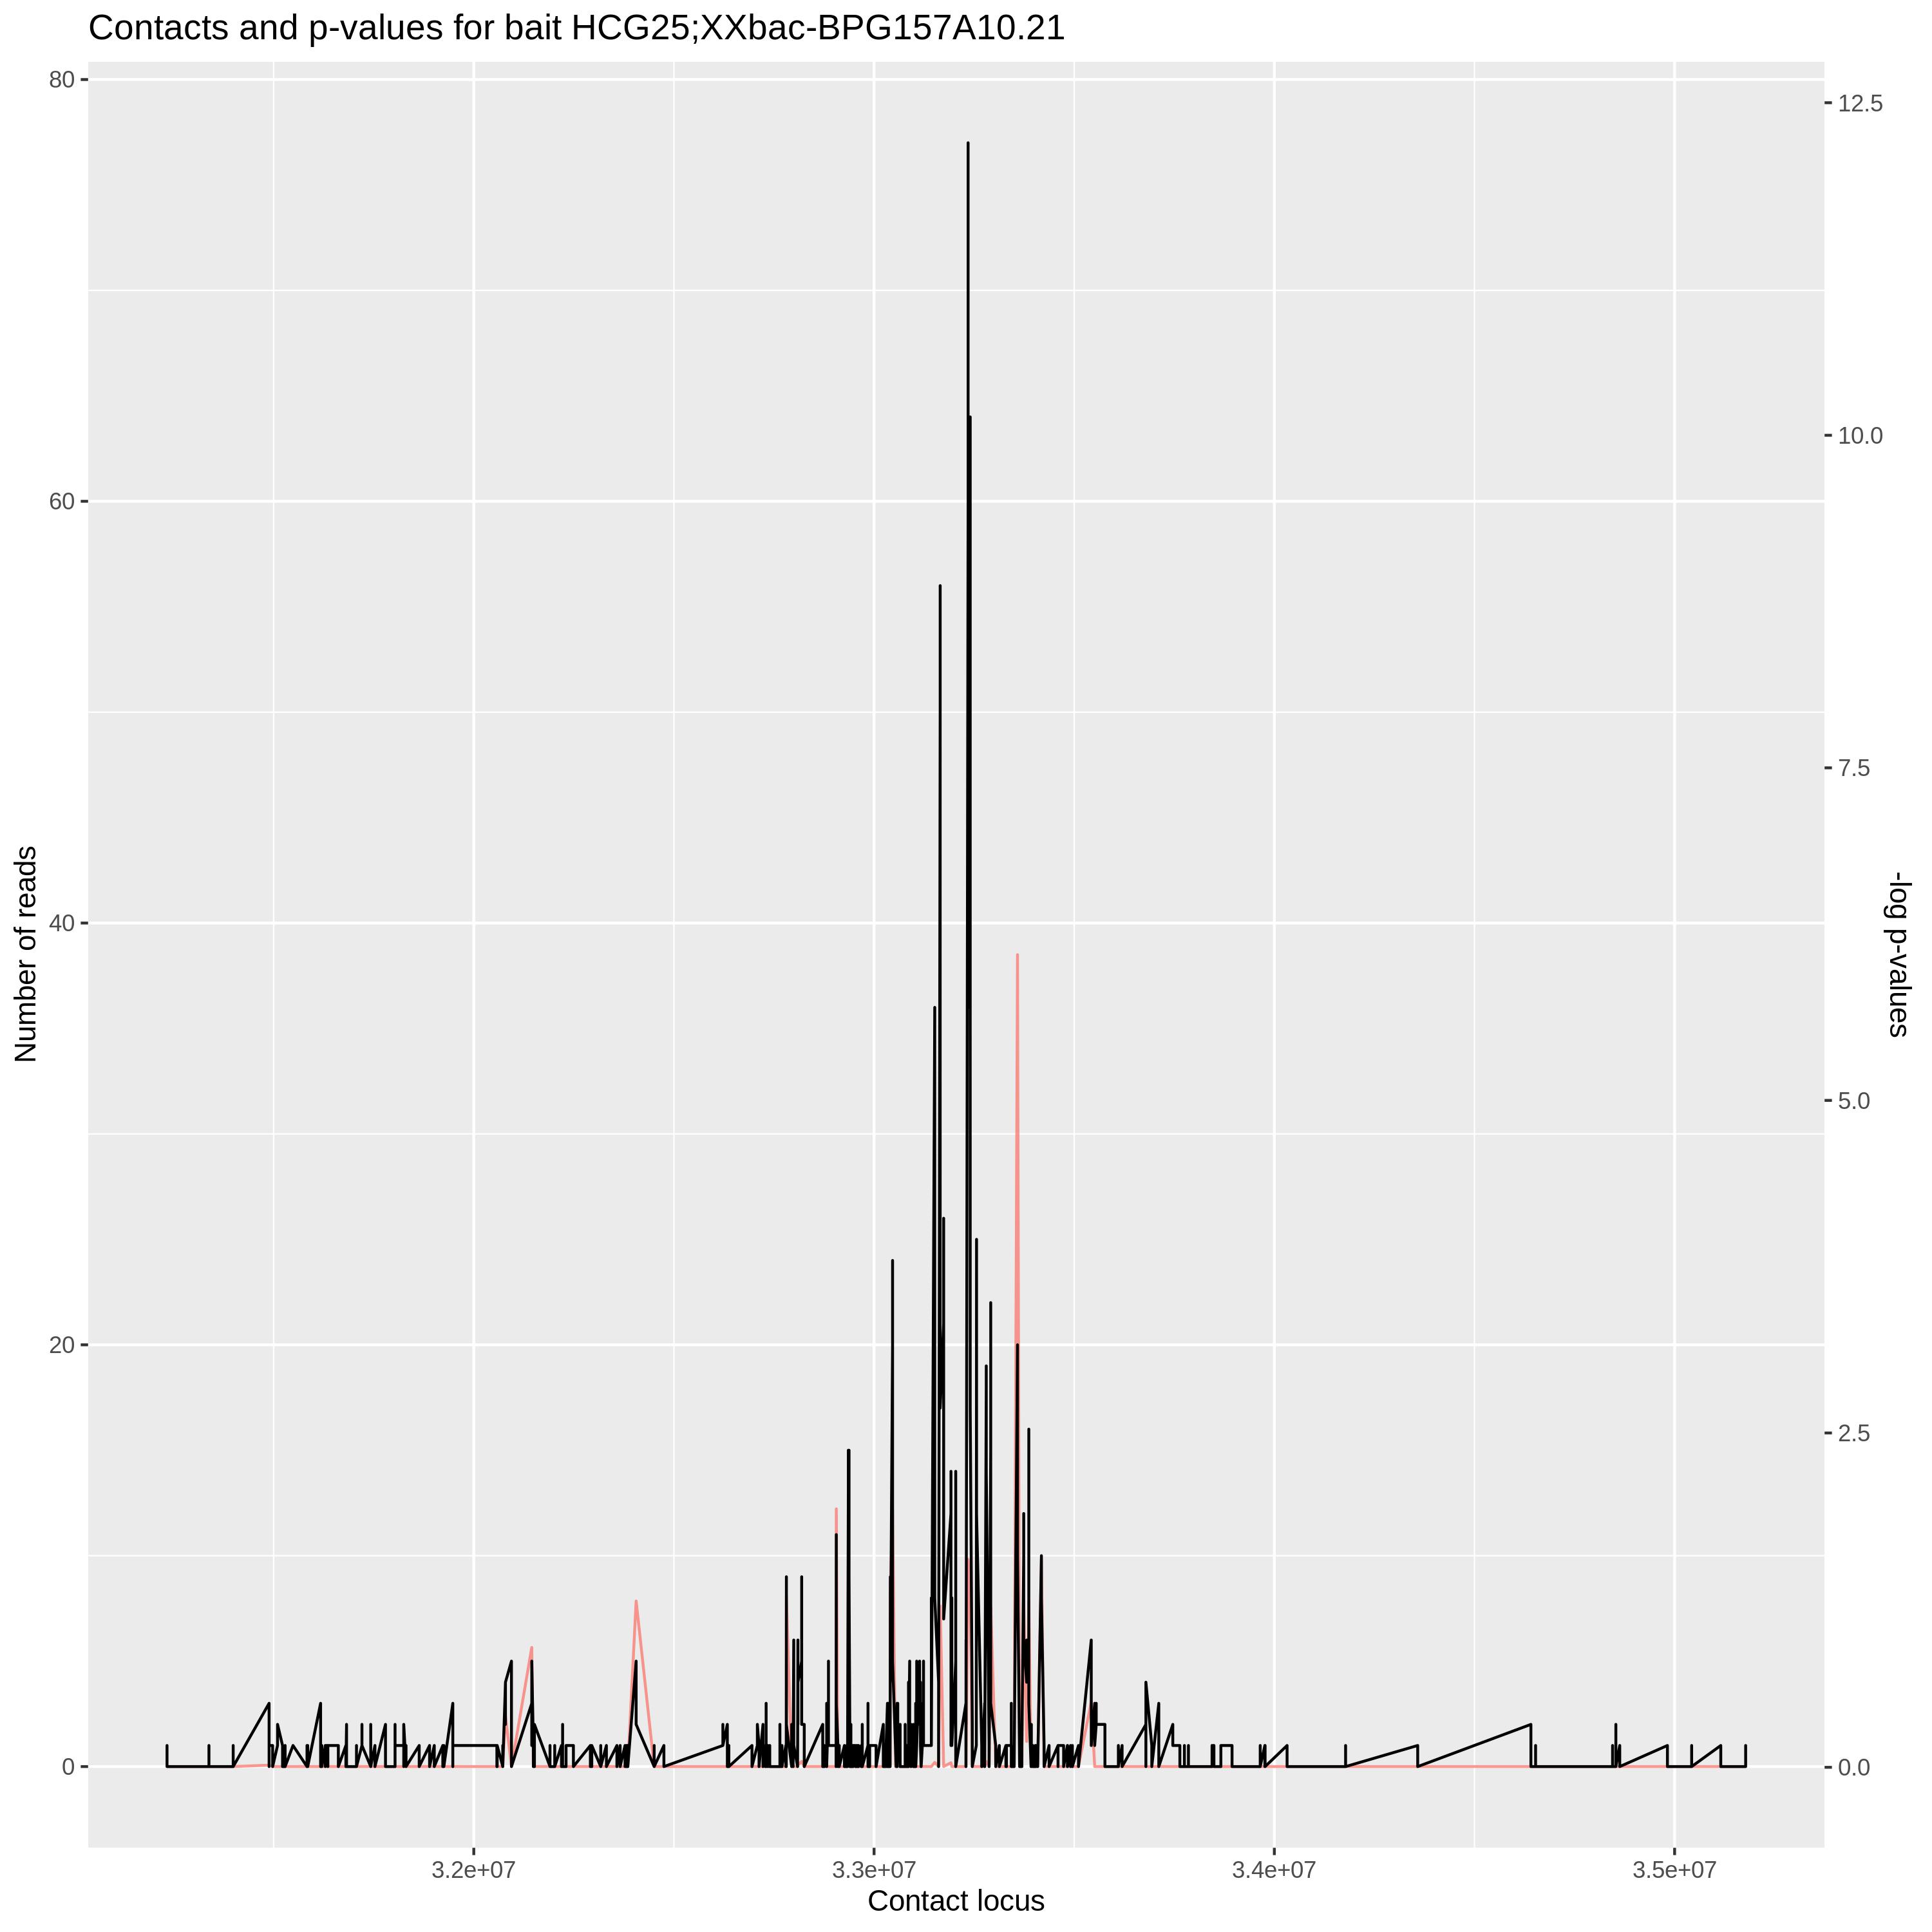 Contacts and p-values for bait HCG25;XXbac-BPG157A10.21
80
60
40
20
0
Number of reads
12.5
10.0
7.5
5.0
2.5
0.0
-log p-values
3.2e+07
3.3e+07
3.4e+07
3.5e+07
Contact locus